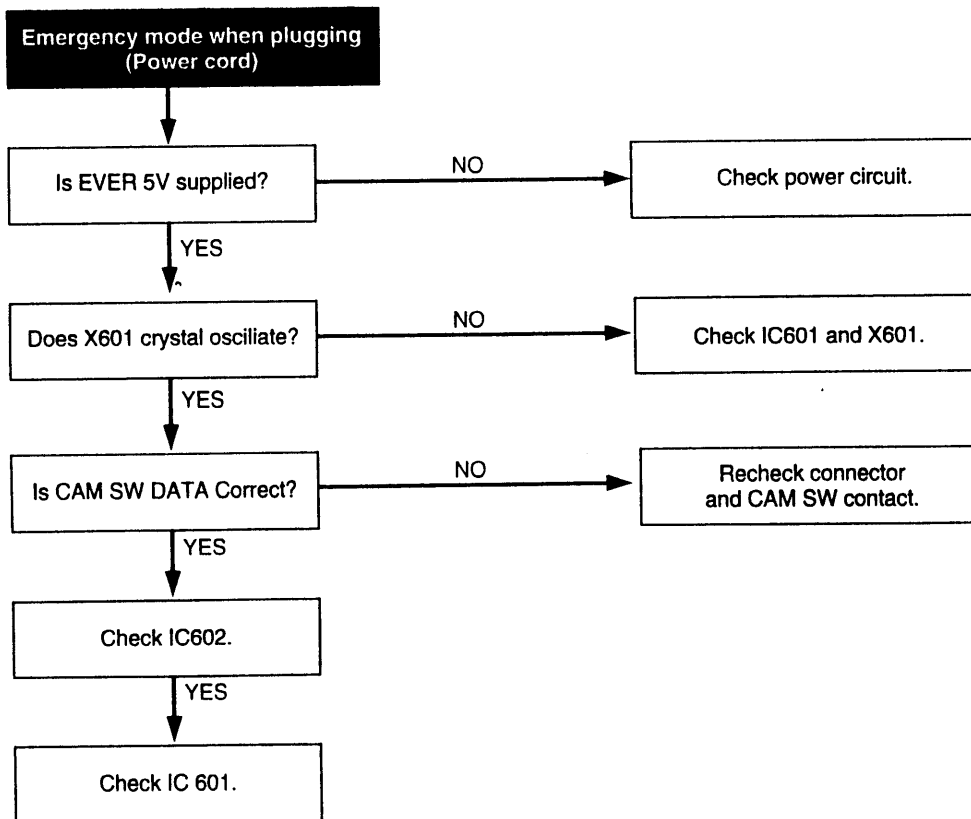 Emergency mode when plugging
(Power cord)
Is EVER 5V supplied?
NO
Check power circuit.
YES
Does X601 crystal osciliate?
NO
Check IC601 and X601.
YES
Is CAM SW DATA Correct?
NO
Recheck connector
and CAM SW contact.
YES
Check IC602.
YES
Check IC 601.